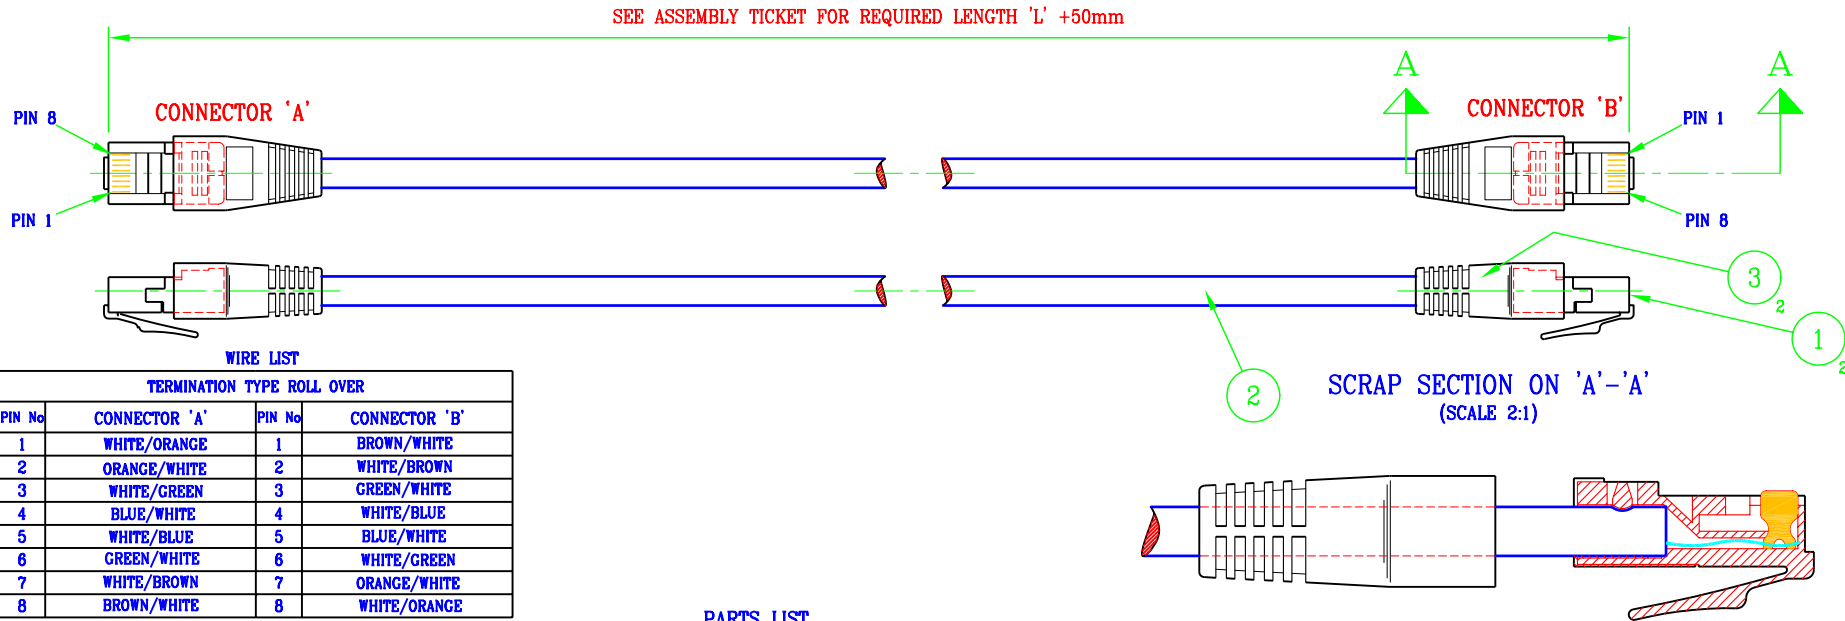 SEE ASSEMBLY TICKET FOR REQUIRED LENGTH 'L' +50mm
A A
CONNECTOR 'A' CONNECTOR 'B'
PIN 8 PIN 1
PIN 1 PIN 8
3
2
1
2
2
WIRE LIST
TERMINATION TYPE ROLL OVER
PIN No CONNECTOR 'A' PIN No CONNECTOR 'B'
1 WHITE/ORANGE 1 BROWN/WHITE
2 ORANGE/WHITE 2 WHITE/BROWN
3 WHITE/GREEN 3 GREEN/WHITE
4 BLUE/WHITE 4 WHITE/BLUE
5 WHITE/BLUE 5 BLUE/WHITE
6 GREEN/WHITE 6 WHITE/GREEN
7 WHITE/BROWN 7 ORANGE/WHITE
8 BROWN/WHITE 8 WHITE/ORANGE
SCRAP SECTION ON 'A'-'A'
(SCALE 2:1)
PARTS LIST